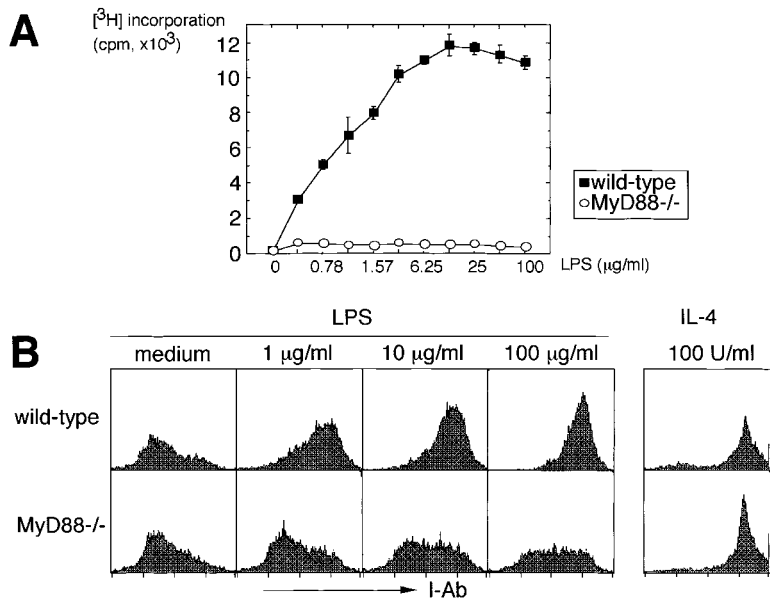 A
[³H] incorporation
(cpm, x10³)
12
10
8
6
4
2
0
0 0.78 1.57 6.25 25 100 LPS (µg/ml)
wild-type
MyD88-/-
B
LPS IL-4
medium 1 µg/ml 10 µg/ml 100 µg/ml 100 U/ml
wild-type
MyD88-/-
I-Ab